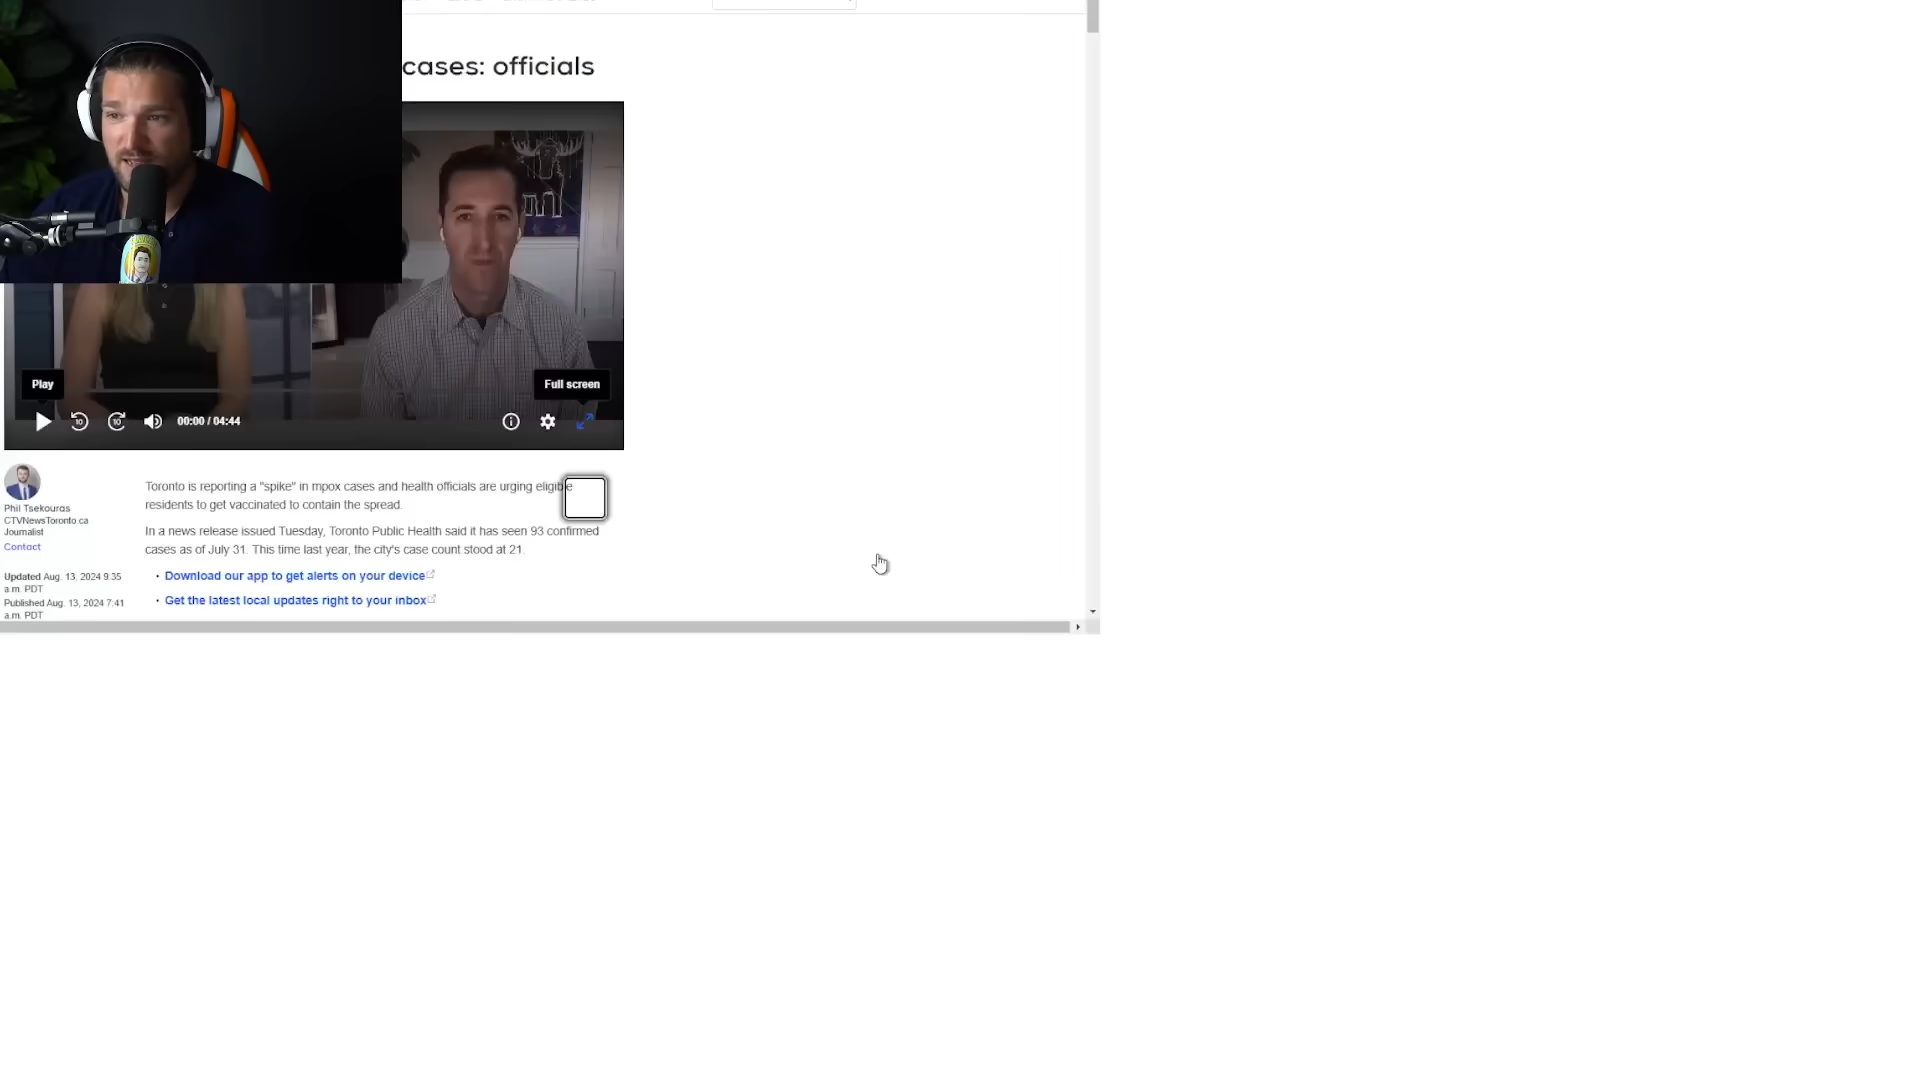 cases: officials
Play
Full screen
10
10
00:00 / 04:44
Phil Tsekouras
CTVNewsToronto.ca
Journalist
Contact
Updated Aug. 13, 2024 9:35
a.m. PDT
Published Aug. 13, 2024 7:41
a.m. PDT
Toronto is reporting a "spike" in mpox cases and health officials are urging eligible
residents to get vaccinated to contain the spread.
In a news release issued Tuesday, Toronto Public Health said it has seen 93 confirmed
cases as of July 31. This time last year, the city's case count stood at 21.
• Download our app to get alerts on your device
• Get the latest local updates right to your inbox